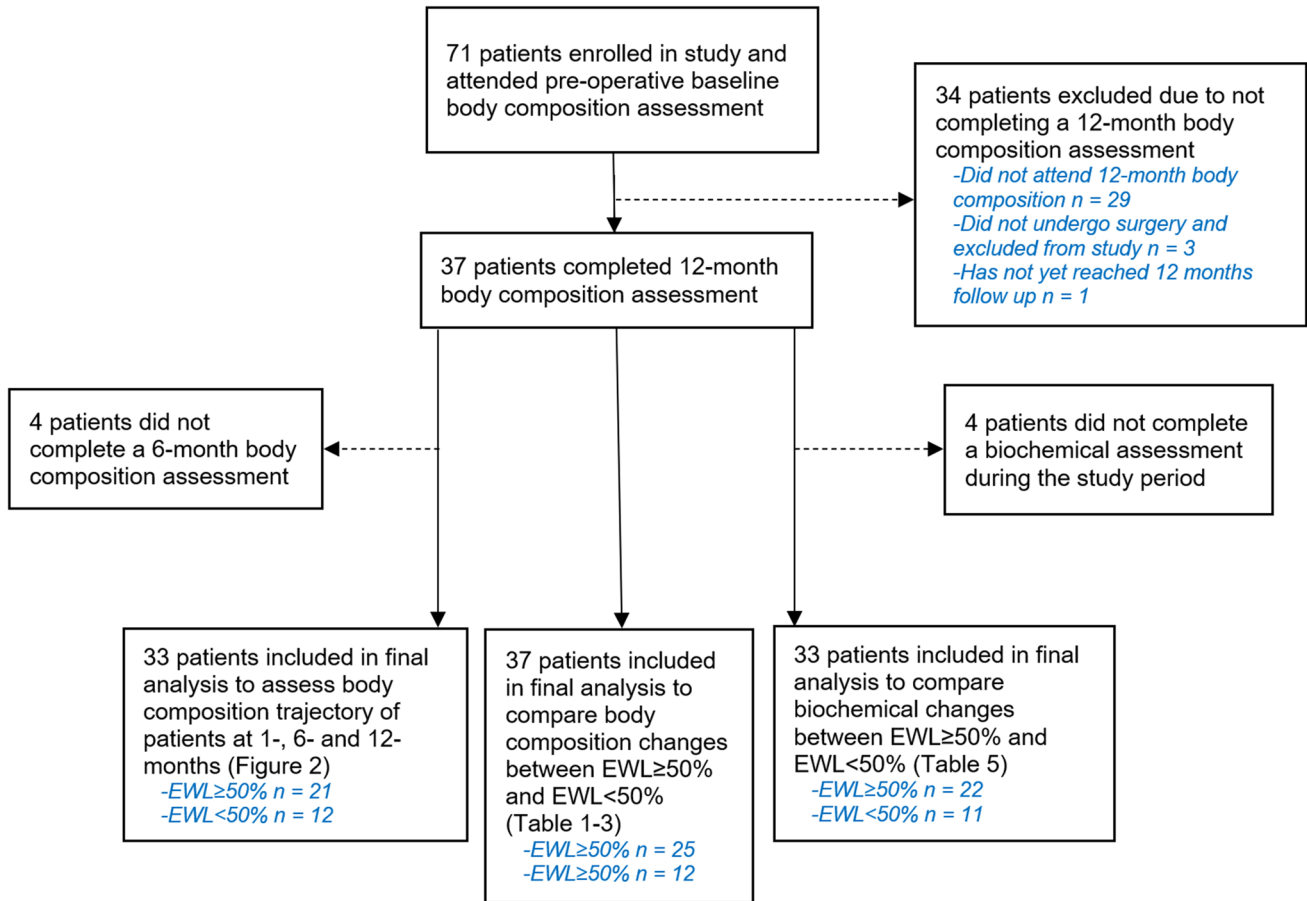 71 patients enrolled in study and
attended pre-operative baseline
body composition assessment
34 patients excluded due to not
completing a 12-month body
composition assessment
-Did not attend 12-month body
composition n = 29
-Did not undergo surgery and
excluded from study n = 3
-Has not yet reached 12 months
follow up n = 1
37 patients completed 12-month
body composition assessment
4 patients did not
complete a 6-month body
composition assessment
4 patients did not complete
a biochemical assessment
during the study period
33 patients included in final
analysis to assess body
composition trajectory of
patients at 1-, 6- and 12-
months (Figure 2)
-EWL≥50% n = 21
-EWL<50% n = 12
37 patients included
in final analysis to
compare body
composition changes
between EWL≥50%
and EWL<50%
(Table 1-3)
-EWL≥50% n = 25
-EWL≥50% n = 12
33 patients included in final
analysis to compare
biochemical changes
between EWL≥50% and
EWL<50% (Table 5)
-EWL≥50% n = 22
-EWL<50% n = 11